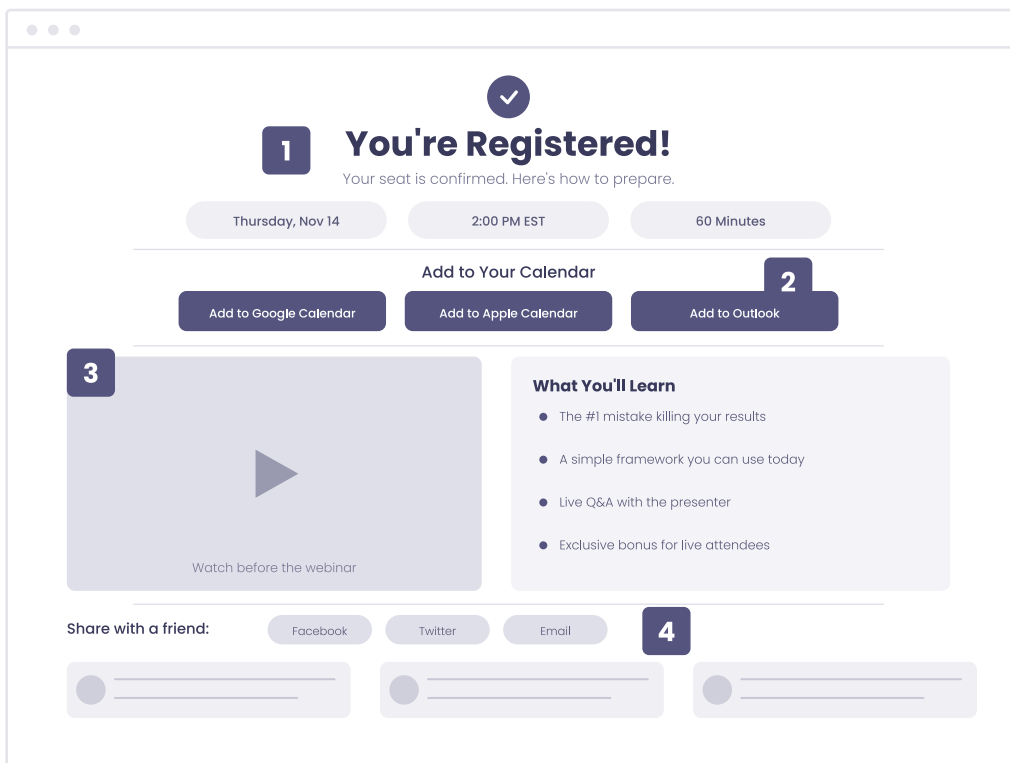 1
You're Registered!
Your seat is confirmed. Here's how to prepare.
Thursday, Nov 14
2:00 PM EST
60 Minutes
Add to Your Calendar
2
Add to Google Calendar
Add to Apple Calendar
Add to Outlook
3
Watch before the webinar
What You'll Learn
The #1 mistake killing your results
A simple framework you can use today
Live Q&A with the presenter
Exclusive bonus for live attendees
Share with a friend:
Facebook
Twitter
Email
4